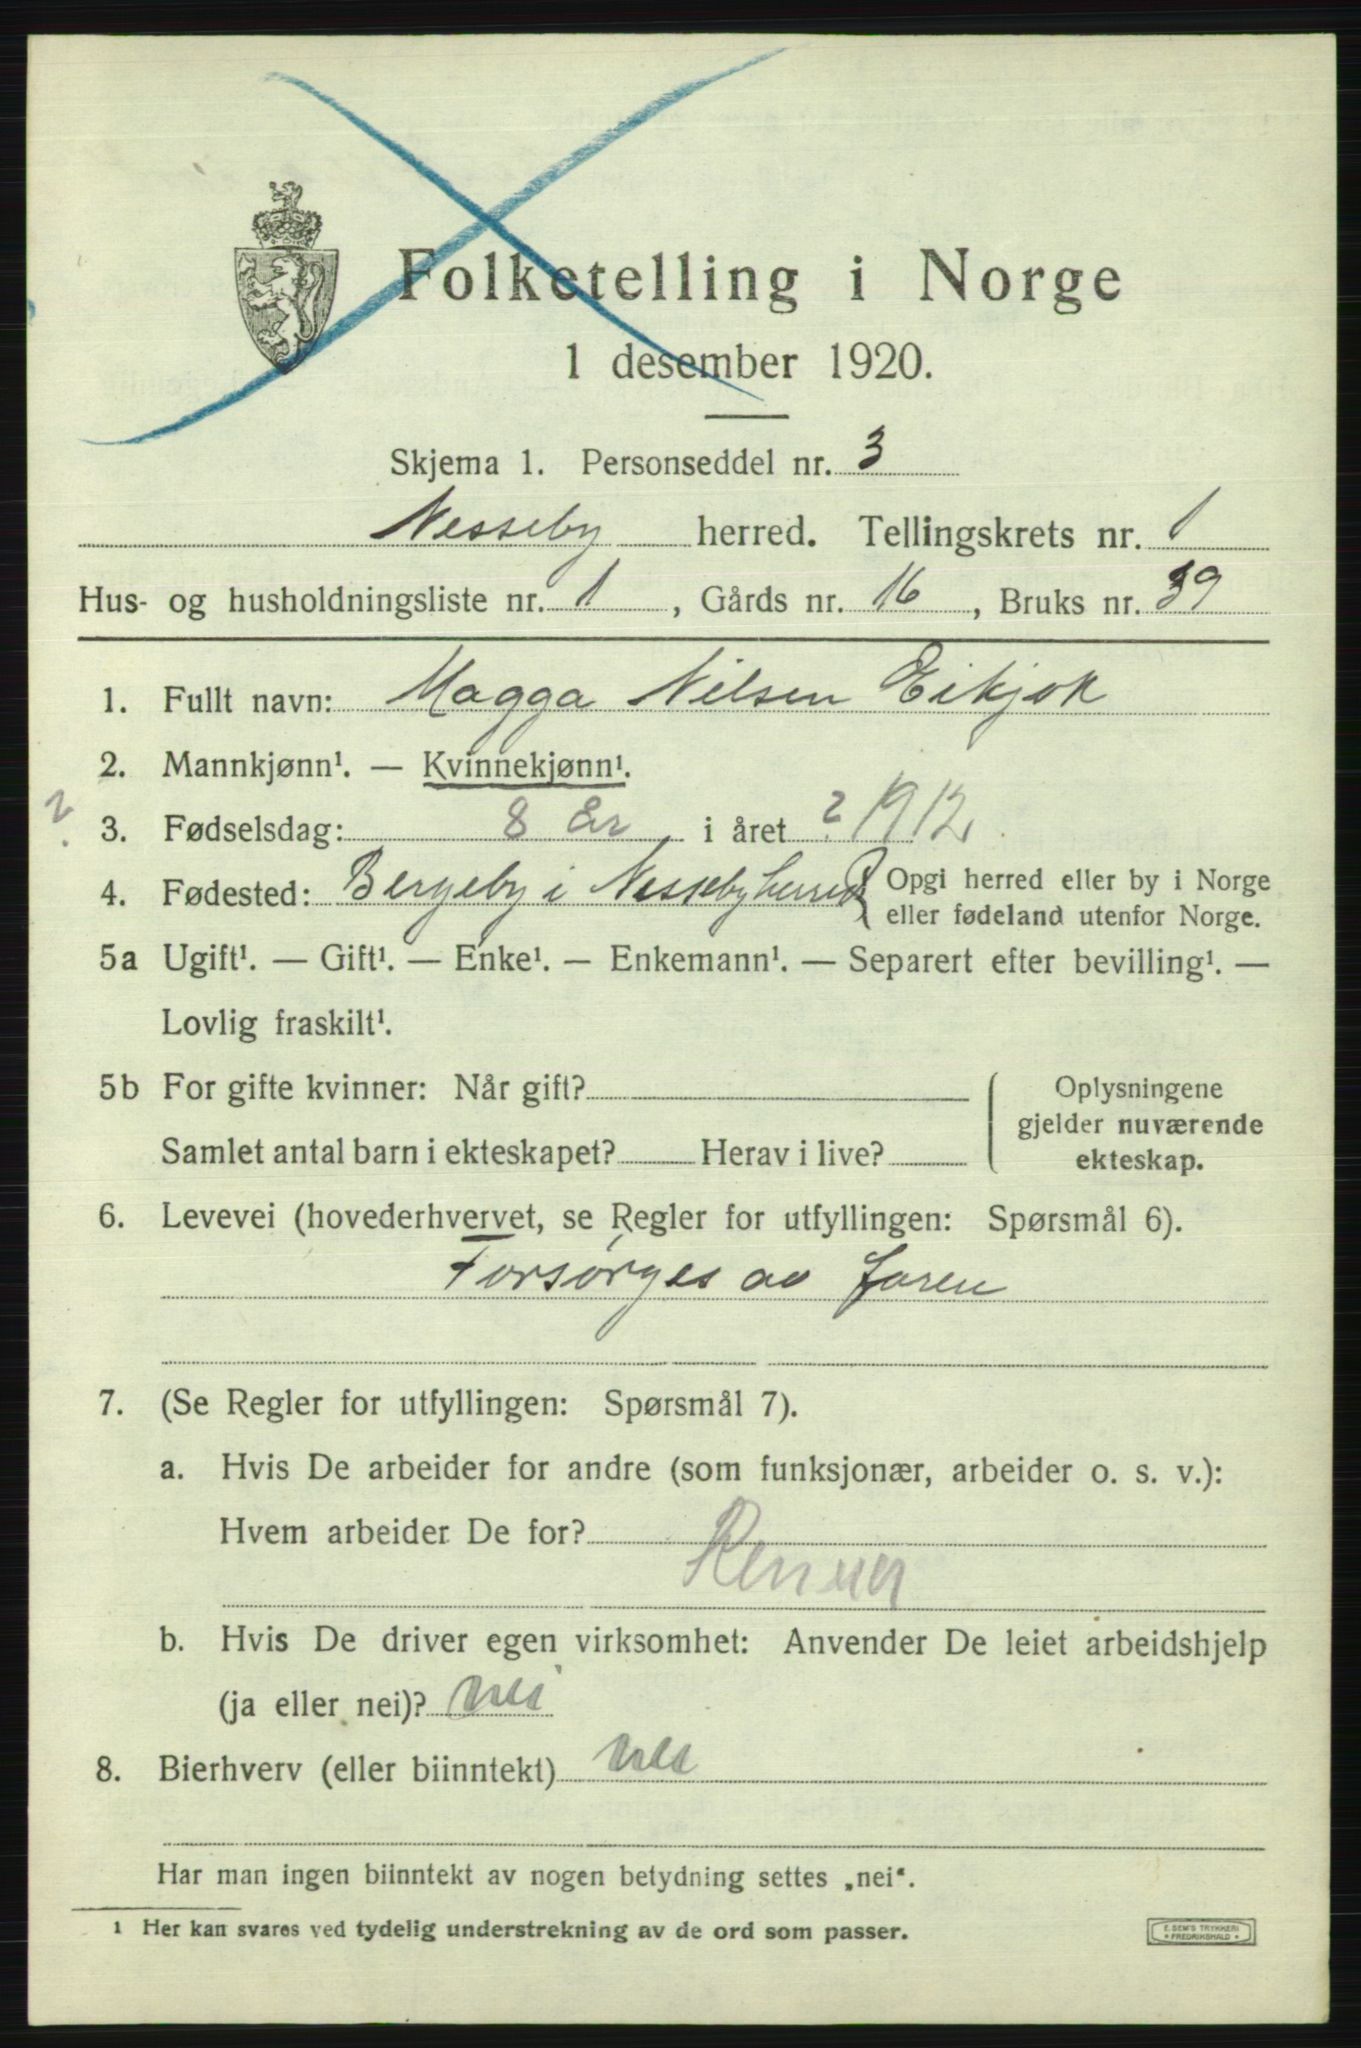 Folketelling i Norge
1 desember 1920.
Skjema 1. Personseddel nr. 3
Nesseby herred. Tellingskrets nr. 1
Hus- og husholdningsliste nr. 1, Gårds nr. 16, Bruks nr. 39
1. Fullt navn: Magga Nilsen Eikjok
2. Mannkjønn¹. — Kvinnekjønn¹.
? 3. Fødselsdag: 8 år, i året ? 1912
4. Fødested: Bergeby i Nessebyherred { Opgi herred eller by i Norge
eller fødeland utenfor Norge.
5a Ugift¹. — Gift¹. — Enke¹. — Enkemann¹. — Separert efter bevilling¹. —
Lovlig fraskilt¹.
5b For gifte kvinner: Når gift?
Samlet antal barn i ekteskapet? Herav i live?
Oplysningene
gjelder nuværende
ekteskap.
6. Levevei (hovederhvervet, se Regler for utfyllingen: Spørsmål 6).
Forsørges av faren
7. (Se Regler for utfyllingen: Spørsmål 7).
a. Hvis De arbeider for andre (som funksjonær, arbeider o. s. v.):
Hvem arbeider De for?
b. Hvis De driver egen virksomhet: Anvender De leiet arbeidshjelp
(ja eller nei)? nei
8. Bierhverv (eller biinntekt) nei
Har man ingen biinntekt av nogen betydning settes „nei“.
1 Her kan svares ved tydelig understrekning av de ord som passer.
E. SEM'S TRYKKERI
* FREDRIKSHALD *